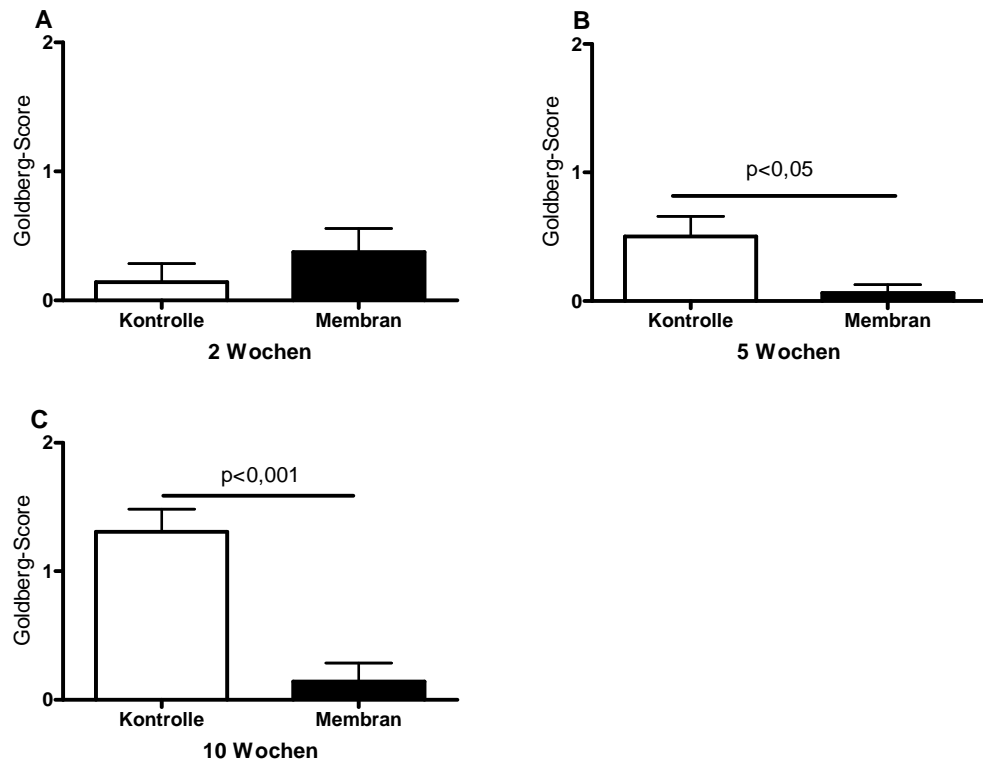 A
2
1
0
Goldberg-Score
Kontrolle Membran
2 Wochen
B
2
1
0
Goldberg-Score
p<0,05
Kontrolle Membran
5 Wochen
C
2
1
0
Goldberg-Score
p<0,001
Kontrolle Membran
10 Wochen